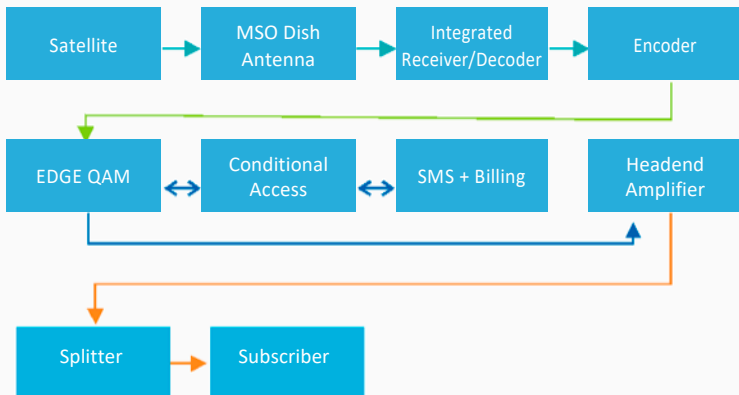 Satellite
MSO Dish
Antenna
Integrated
Receiver/Decoder
Encoder
EDGE QAM
Conditional
Access
SMS + Billing
Headend
Amplifier
Splitter
Subscriber